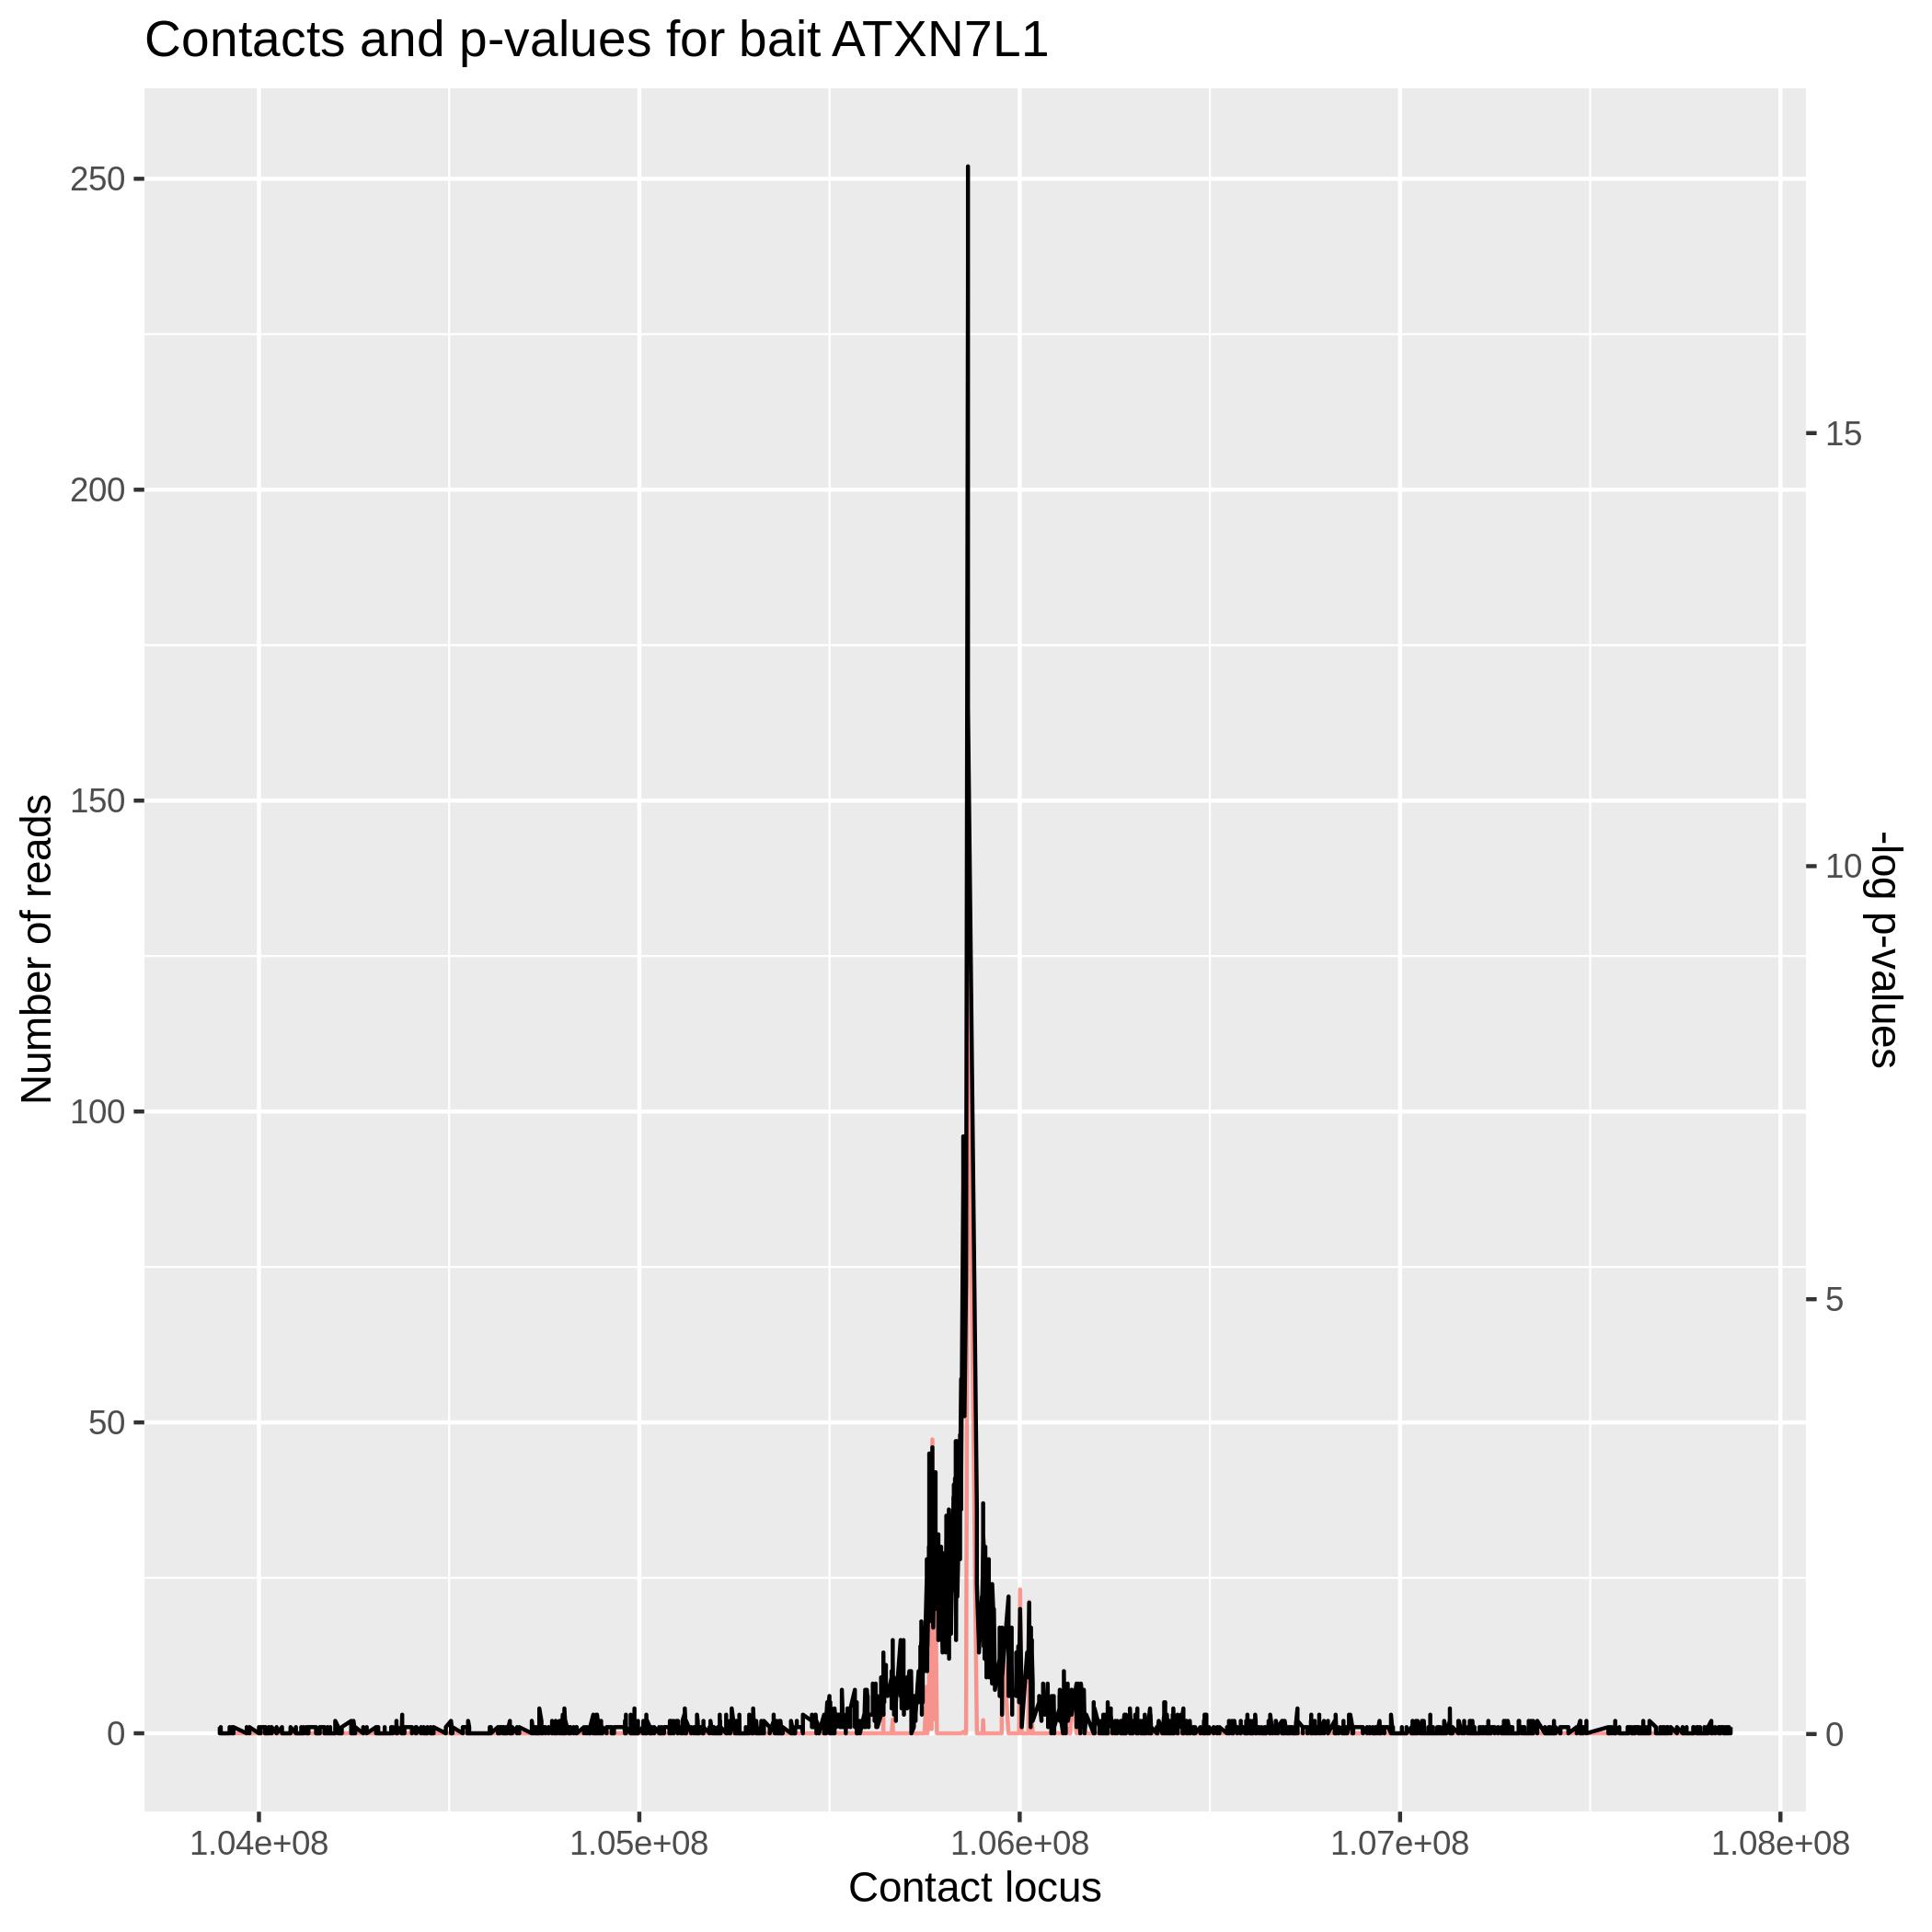 Contacts and p-values for bait ATXN7L1
250
200
150
100
50
0
Number of reads
15
10
5
0
-log p-values
1.04e+08 1.05e+08 1.06e+08 1.07e+08 1.08e+08
Contact locus